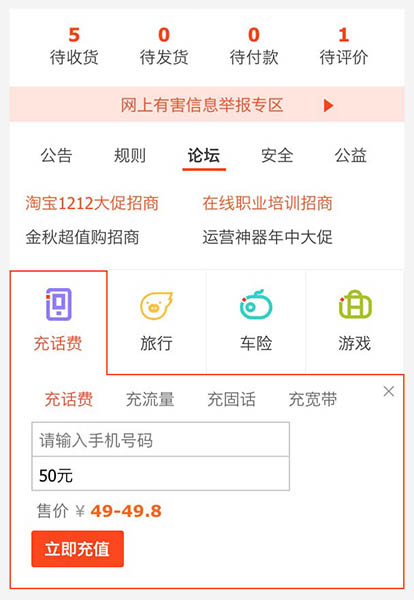 5 0 0 1
待收货 待发货 待付款 待评价
网上有害信息举报专区
公告 规则 论坛 安全 公益
淘宝1212大促招商 在线职业培训招商
金秋超值购招商 运营神器年中大促
充话费 旅行 车险 游戏
充话费 充流量 充固话 充宽带
请输入手机号码
50元
售价 ¥ 49-49.8
立即充值